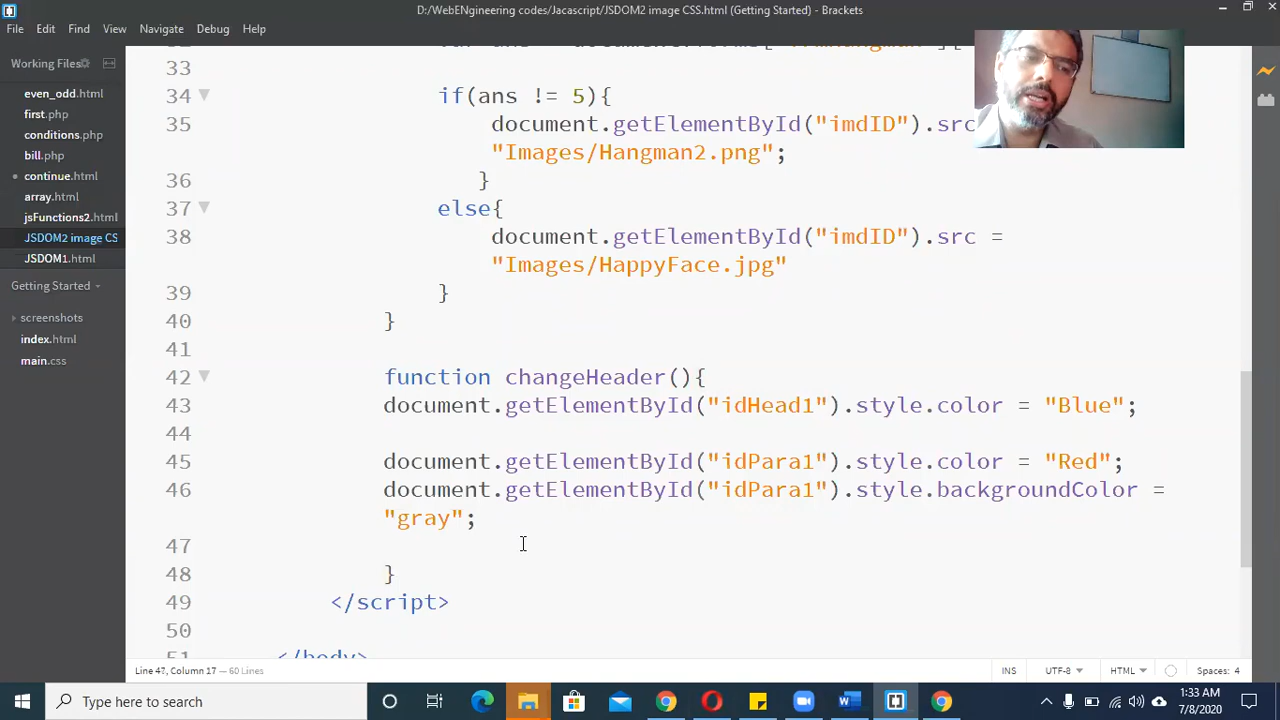 D:/WebENgineering codes/Jacascript/JSDOM2 image CSS.html (Getting Started) - Brackets
File Edit Find View Navigate Debug Help
Working Files
even_odd.html
first.php
conditions.php
bill.php
continue.html
array.html
jsFunctions2.html
JSDOM2 image CS
JSDOM1.html
Getting Started
screenshots
index.html
main.css
33
34 if(ans != 5){
35 document.getElementById("imdID").src
"Images/Hangman2.png";
36 }
37 else{
38 document.getElementById("imdID").src =
"Images/HappyFace.jpg"
39 }
40 }
41
42 function changeHeader(){
43 document.getElementById("idHead1").style.color = "Blue";
44
45 document.getElementById("idPara1").style.color = "Red";
46 document.getElementById("idPara1").style.backgroundColor =
"gray";
47
48 }
49 </script>
50
51 </body>
Line 47, Column 17 — 60 Lines
INS UTF-8 HTML Spaces: 4
Type here to search
1:33 AM
7/8/2020